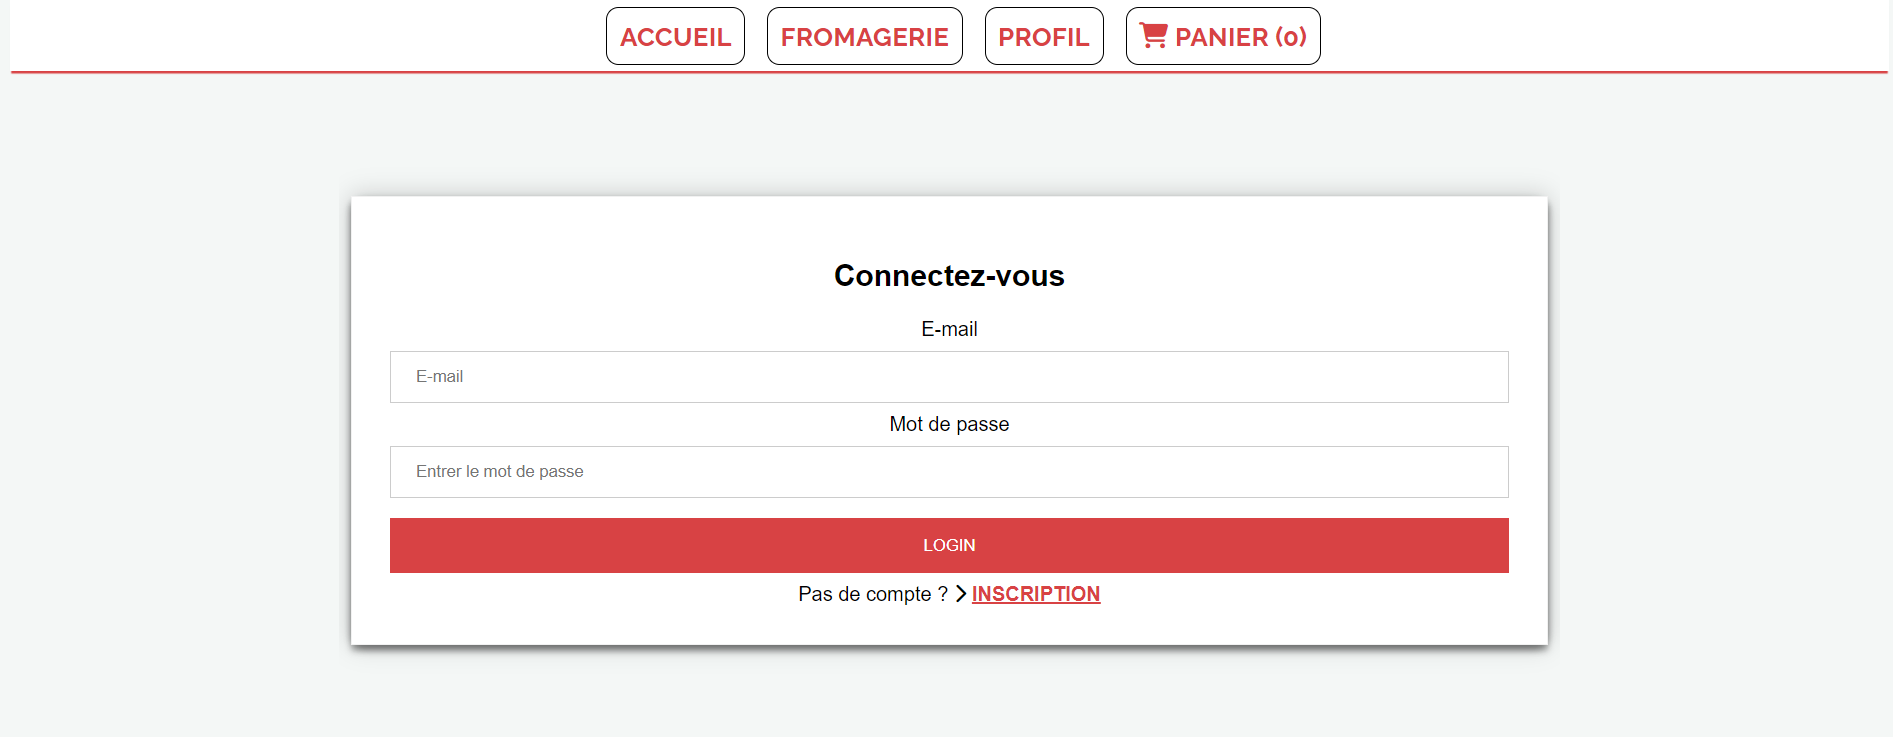 ACCUEIL FROMAGERIE PROFIL PANIER (0)
Connectez-vous
E-mail
E-mail
Mot de passe
Entrer le mot de passe
LOGIN
Pas de compte ? INSCRIPTION